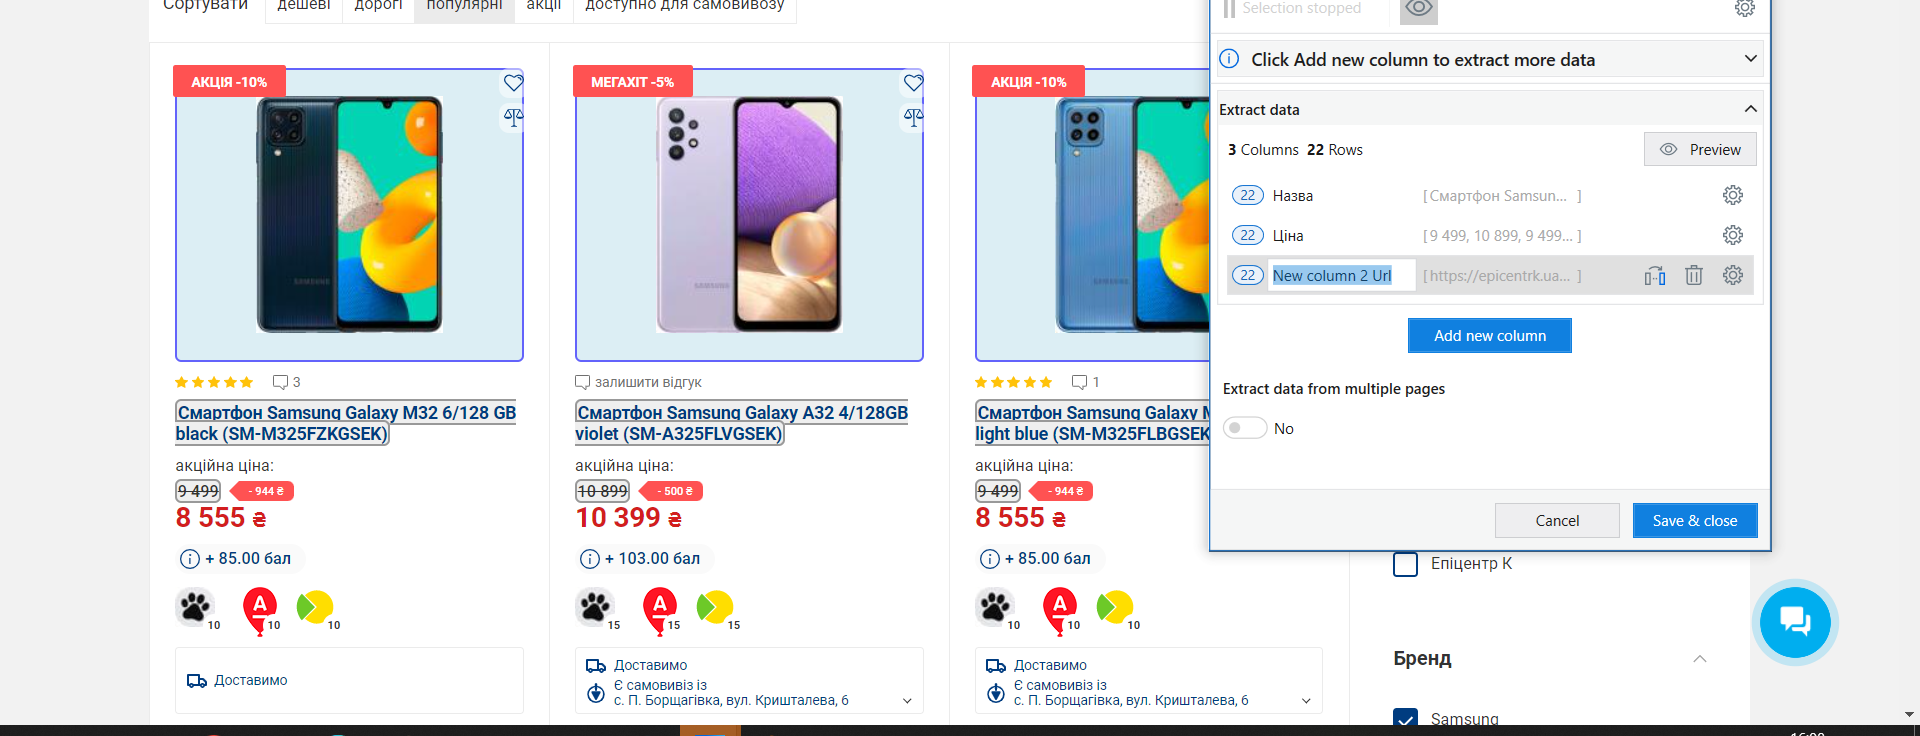 Сортувати
дешеві
дорогі
популярні
акції
доступно для самовивозу
АКЦІЯ -10%
3
Смартфон Samsung Galaxy M32 6/128 GB
black (SM-M325FZKGSEK)
акційна ціна:
9 499
- 944 ₴
8 555 ₴
+ 85.00 бал
10
A
10
10
Доставимо
МЕГАХІТ -5%
SAMSUNG
залишити відгук
Смартфон Samsung Galaxy A32 4/128GB
violet (SM-A325FLVGSEK)
акційна ціна:
10 899
- 500 ₴
10 399 ₴
+ 103.00 бал
15
A
15
15
Доставимо
Є самовивіз із
с. П. Борщагівка, вул. Кришталева, 6
АКЦІЯ -10%
1
Смартфон Samsung Galaxy
light blue (SM-M325FLBGSEK
акційна ціна:
9 499
- 944 ₴
8 555 ₴
+ 85.00 бал
10
A
10
10
Доставимо
Є самовивіз із
с. П. Борщагівка, вул. Кришталева, 6
Selection stopped
Click Add new column to extract more data
Extract data
3 Columns 22 Rows
Preview
22 Назва [ Смартфон Samsun... ]
22 Ціна [ 9 499, 10 899, 9 499... ]
22 New column 2 Url [ https://epicentrk.ua... ]
Add new column
Extract data from multiple pages
No
Cancel
Save & close
Епіцентр К
Бренд
Samsung